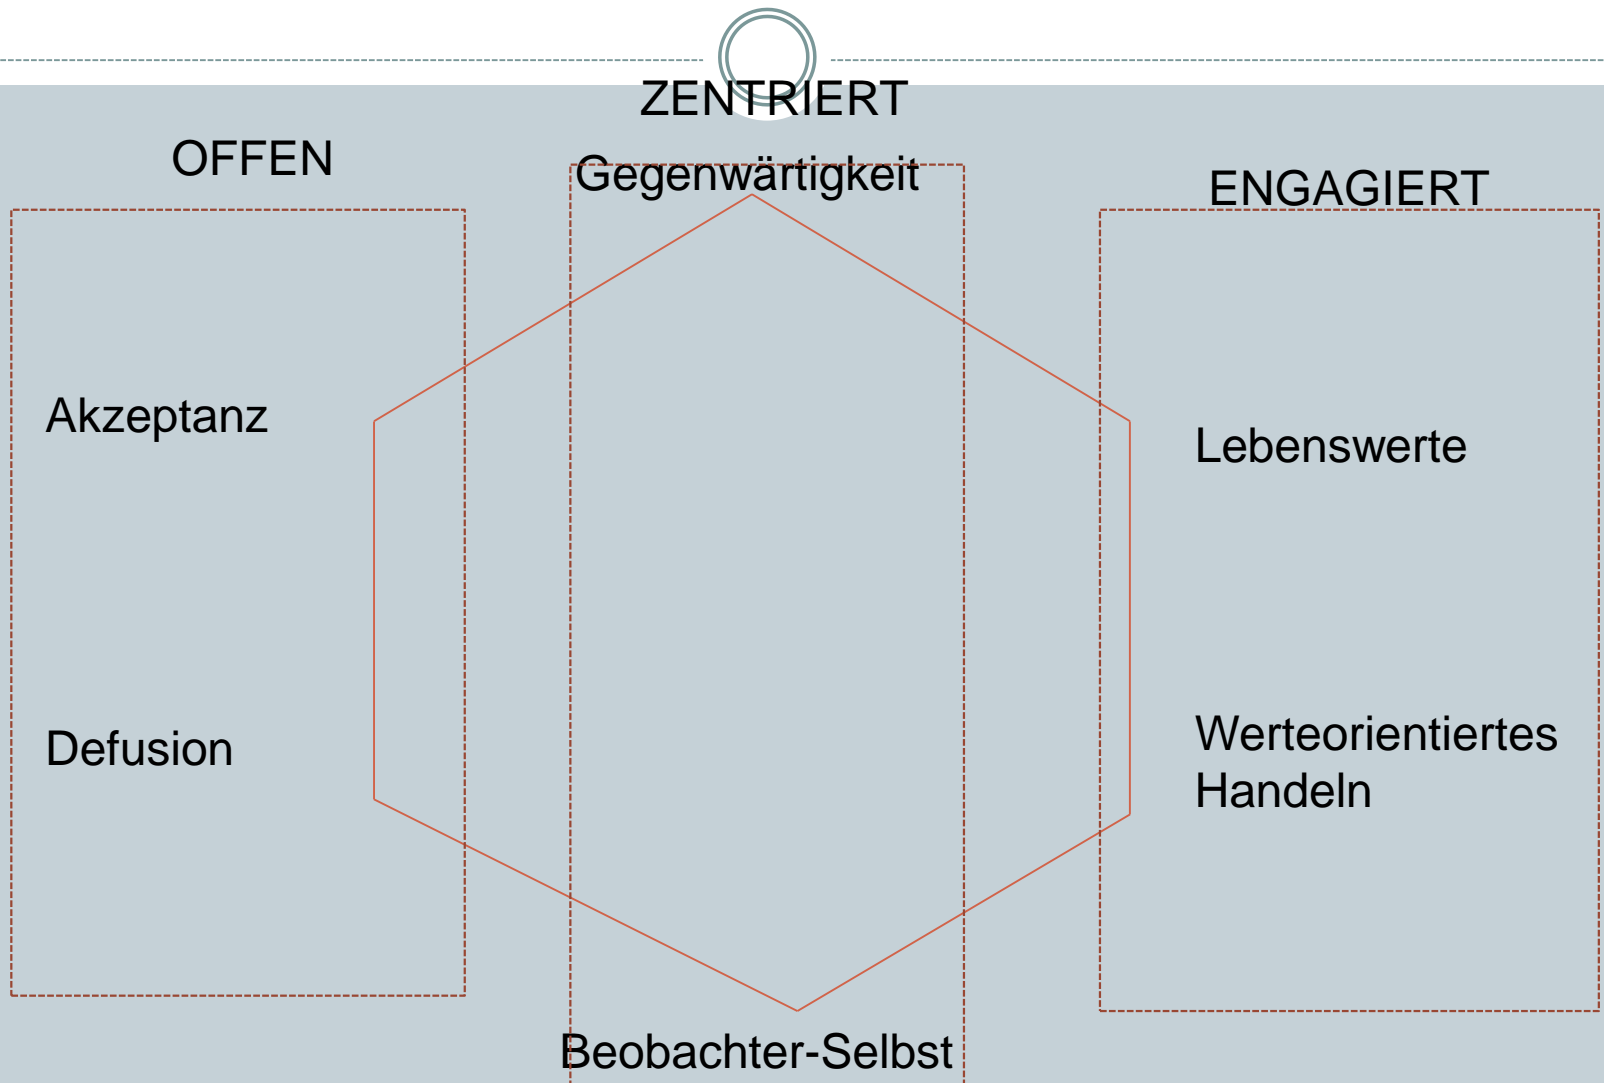 ZENTRIERT
OFFEN
Gegenwärtigkeit
ENGAGIERT
Akzeptanz
Lebenswerte
Defusion
Werteorientiertes
Handeln
Beobachter-Selbst